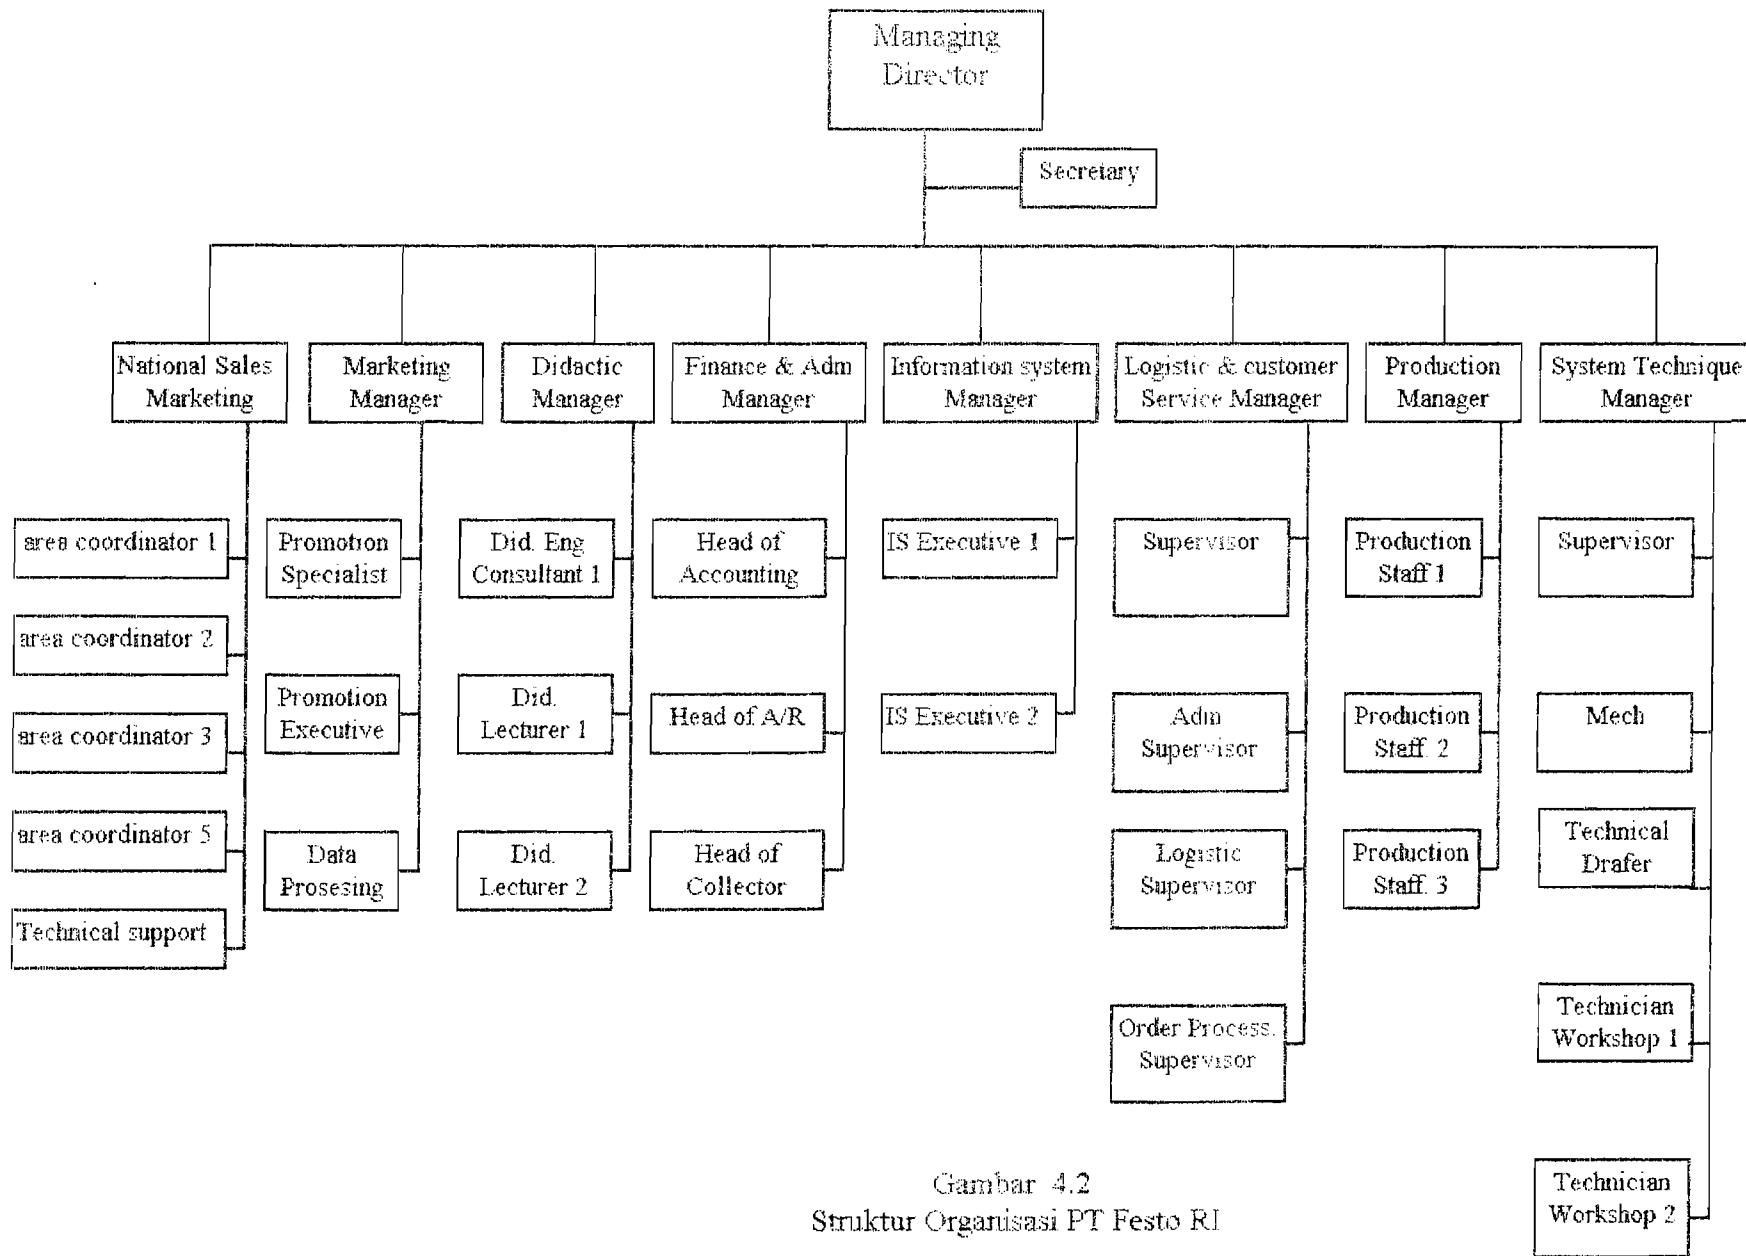 Managing
Director
Secretary
National Sales
Marketing
Marketing
Manager
Didactic
Manager
Finance & Adm
Manager
Information system
Manager
Logistic & customer
Service Manager
Production
Manager
System Technique
Manager
area coordinator 1
area coordinator 2
area coordinator 3
area coordinator 5
Technical support
Promotion
Specialist
Promotion
Executive
Data
Prosesing
Did. Eng
Consultant 1
Did.
Lecturer 1
Did.
Lecturer 2
Head of
Accounting
Head of A/R
Head of
Collector
IS Executive 1
IS Executive 2
Supervisor
Adm
Supervisor
Logistic
Supervisor
Order Process.
Supervisor
Production
Staff 1
Production
Staff. 2
Production
Staff. 3
Supervisor
Mech
Technical
Drafer
Technician
Workshop 1
Technician
Workshop 2
Gambar 4.2
Struktur Organisasi PT Festo RI